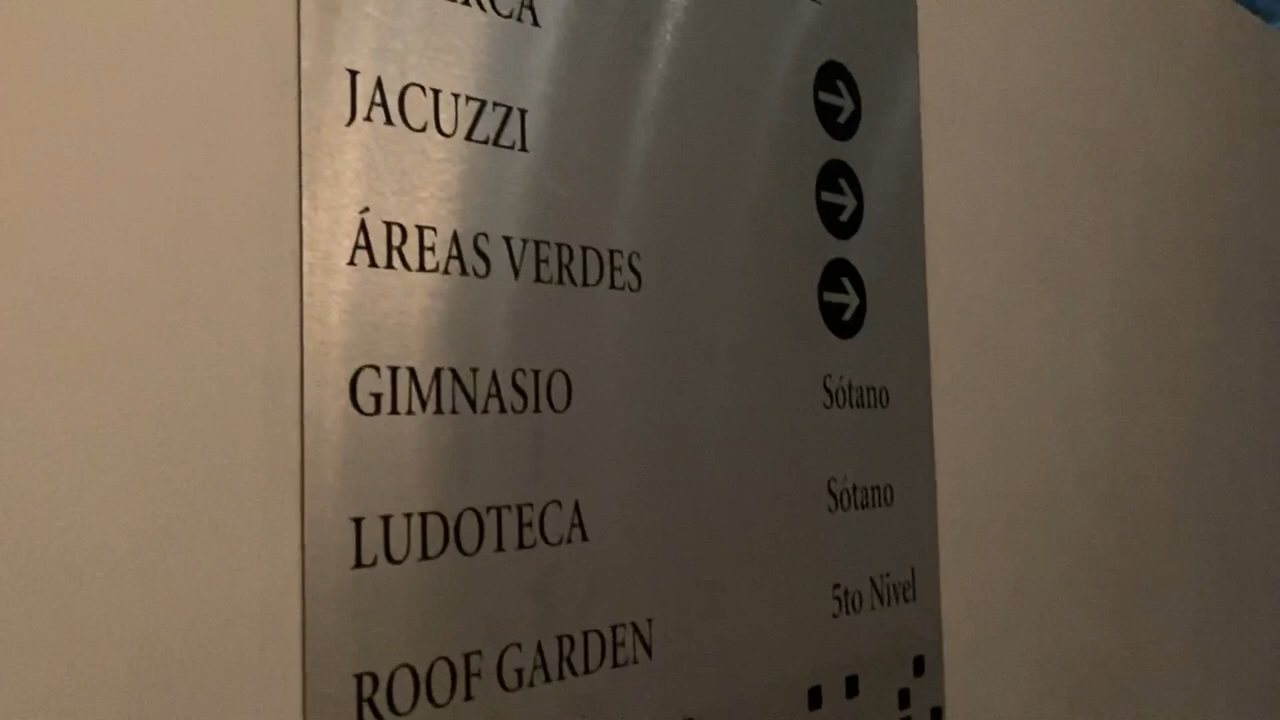 JACUZZI
ÁREAS VERDES
GIMNASIO Sótano
LUDOTECA Sótano
ROOF GARDEN 5to Nivel